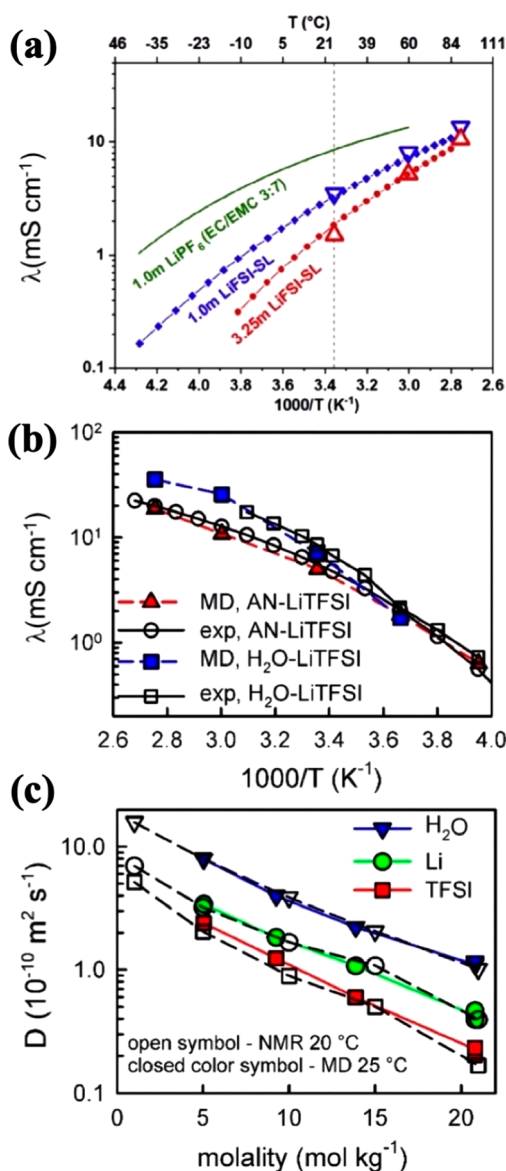 (a)
T (°C)
46 -35 -23 -10 5 21 39 60 84 111
λ(mS cm⁻¹)
10
1
0.1
1.0m LiPF₆(EC/EMC 3:7)
1.0m LiFSI-SL
3.25m LiFSI-SL
4.4 4.2 4.0 3.8 3.6 3.4 3.2 3.0 2.8 2.6
1000/T (K⁻¹)
(b)
λ(mS cm⁻¹)
10²
10¹
10⁰
MD, AN-LiTFSI
exp, AN-LiTFSI
MD, H₂O-LiTFSI
exp, H₂O-LiTFSI
2.6 2.8 3.0 3.2 3.4 3.6 3.8 4.0
1000/T (K⁻¹)
(c)
D (10⁻¹⁰ m² s⁻¹)
10.0
1.0
0.1
H₂O
Li
TFSI
open symbol - NMR 20 °C
closed color symbol - MD 25 °C
0 5 10 15 20
molality (mol kg⁻¹)